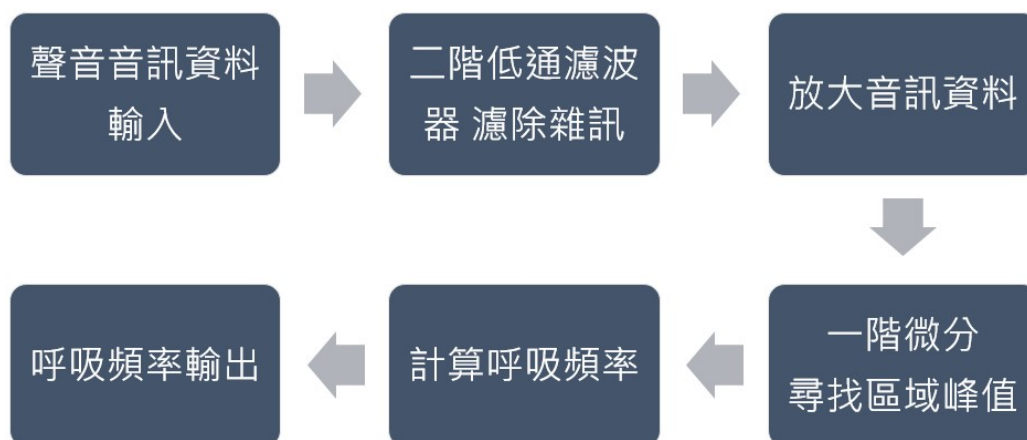 聲音音訊資料
輸入
二階低通濾波
器 濾除雜訊
放大音訊資料
一階微分
尋找區域峰值
計算呼吸頻率
呼吸頻率輸出